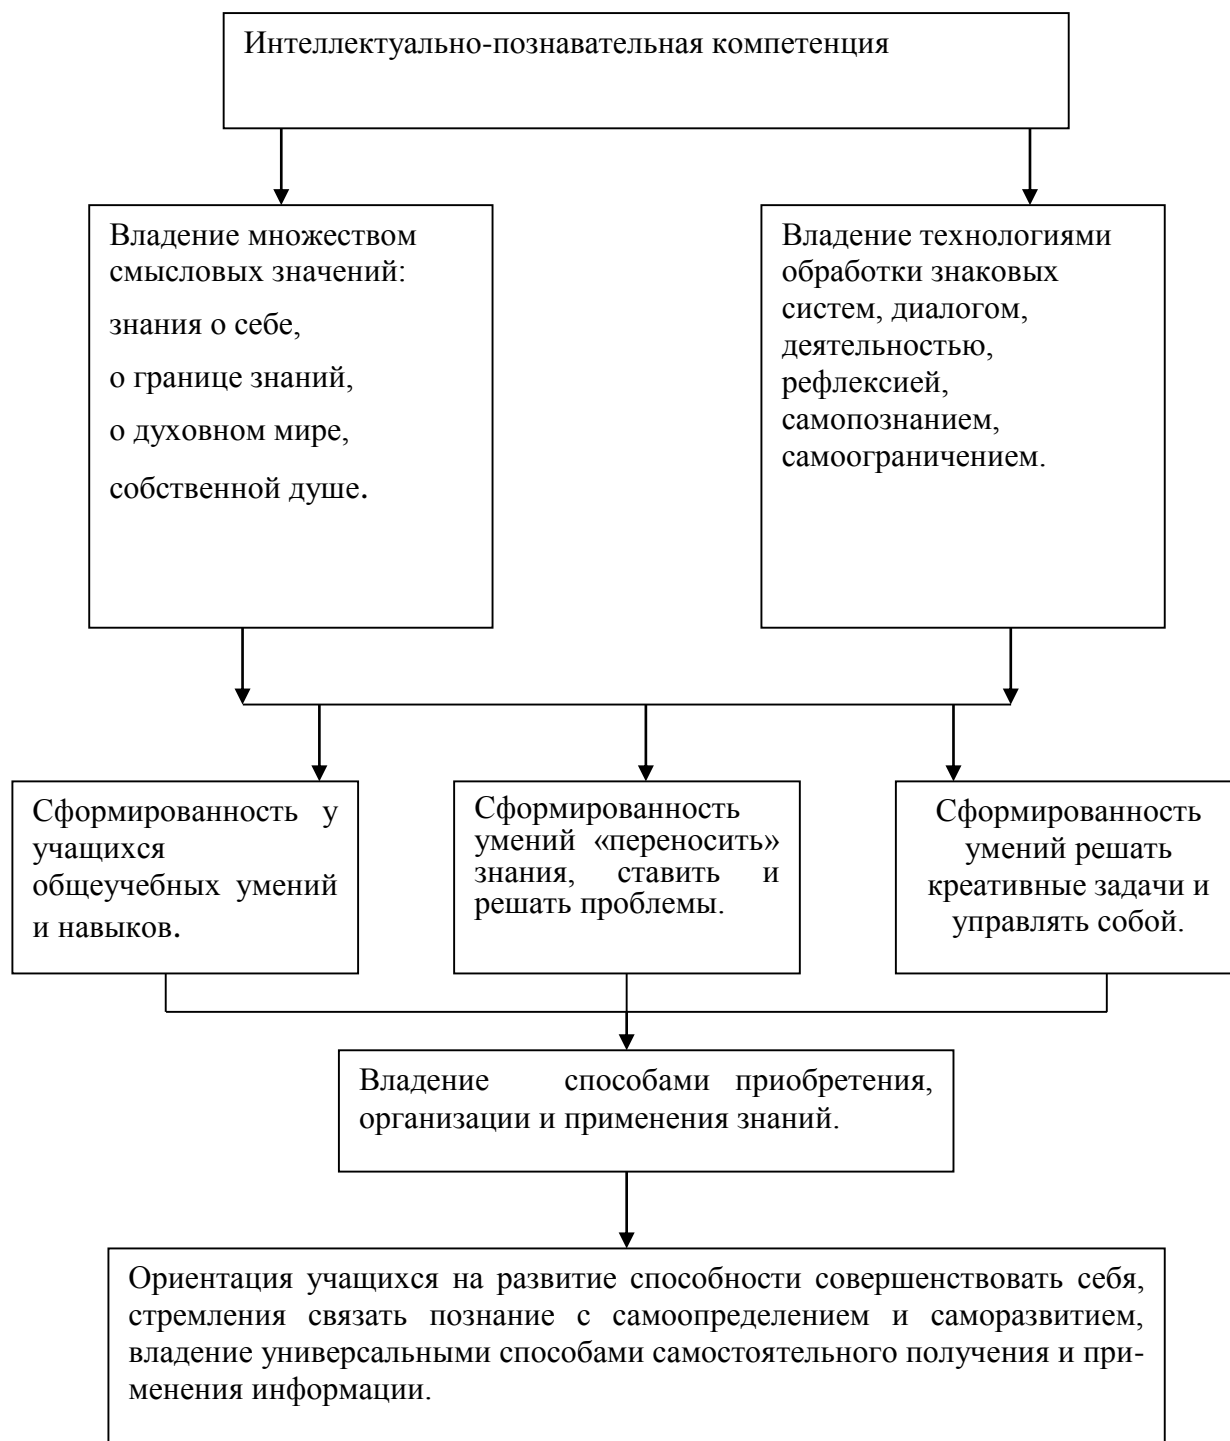 Интеллектуально-познавательная компетенция
Владение множеством
смысловых значений:
знания о себе,
о границе знаний,
о духовном мире,
собственной душе.
Владение технологиями
обработки знаковых
систем, диалогом,
деятельностью,
рефлексией,
самопознанием,
самоограничением.
Сформированность у
учащихся
общеучебных умений
и навыков.
Сформированность
умений «переносить»
знания, ставить и
решать проблемы.
Сформированность
умений решать
креативные задачи и
управлять собой.
Владение способами приобретения,
организации и применения знаний.
Ориентация учащихся на развитие способности совершенствовать себя,
стремления связать познание с самоопределением и саморазвитием,
владение универсальными способами самостоятельного получения и при-
менения информации.